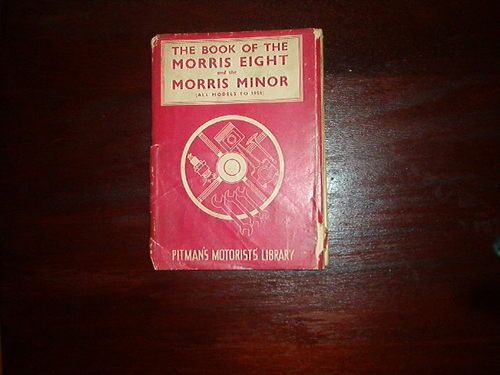 THE BOOK OF THE
MORRIS EIGHT
and the
MORRIS MINOR
(ALL MODELS TO 1951)
PITMAN'S MOTORISTS LIBRARY